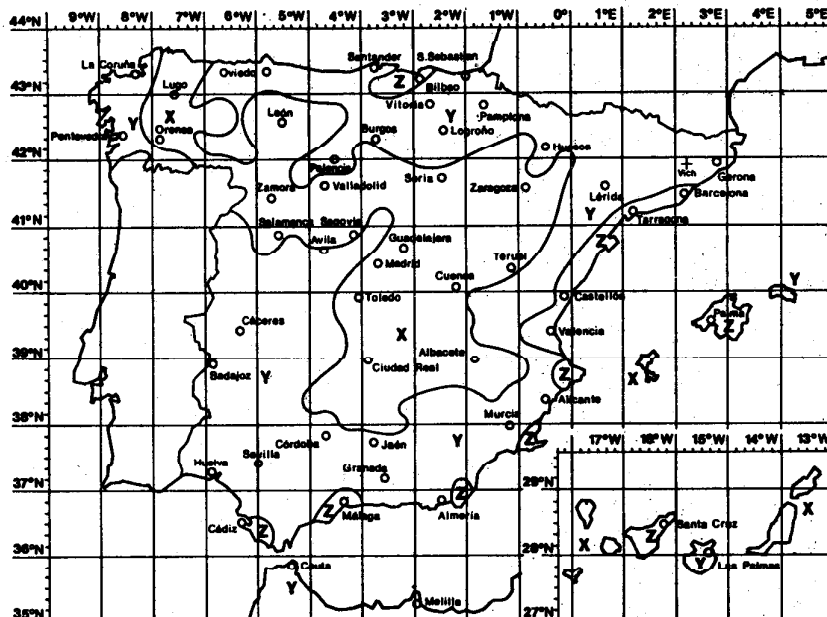 9°W 8°W 7°W 6°W 5°W 4°W 3°W 2°W 1°W 0° 1°E 2°E 3°E 4°E
44°N
La Coruña
Lugo
Oviedo
Santander
S.Sebastian
43°N
Z
Bilbao
Vitoria
Pamplona
Pontevedra
Y
X
Orense
León
Burgos
Y
Logroño
Huesca
42°N
Palencia
Vich
Gerona
Zamora
Valladolid
Soria
Zaragoza
Lérida
Barcelona
41°N
Salamanca
Segovia
Avila
Guadalajara
Y
Tarragona
Z
Madrid
Teruel
40°N
Toledo
Cuenca
Castellón
Y
Palma
Z
Cáceres
X
Valencia
39°N
Badajoz
Y
Ciudad Real
Albacete
Z
X
Alicante
38°N
Murcia
Córdoba
Jaén
Y
Z
17°W 16°W 15°W 14°W 13°W
Sevilla
Huelva
Granada
37°N
Z
29°N
Cádiz
Z
Z
Málaga
Almería
X
Z
Santa Cruz
X
36°N
28°N
Ceuta
Y
Y
Las Palmas
Melilla
35°N
27°N